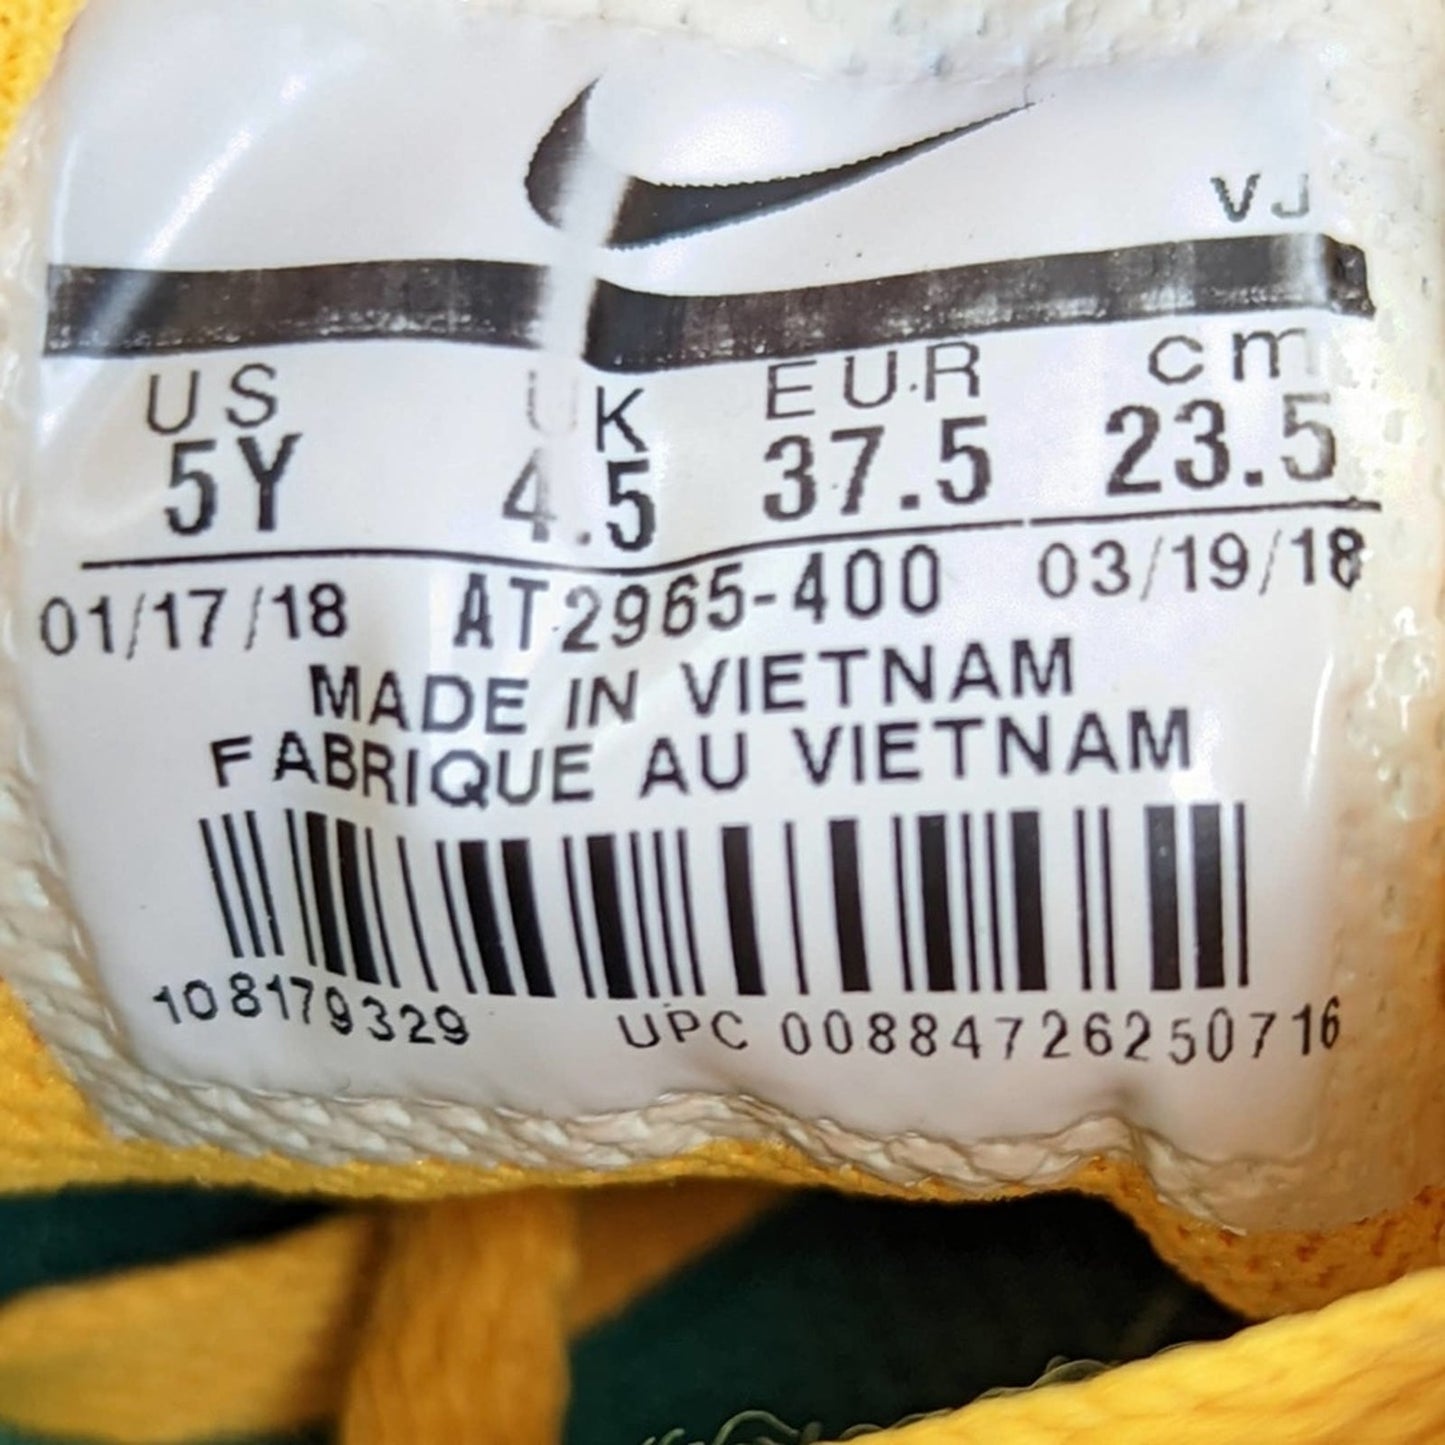 VJ
US UK EUR cm
5Y 4.5 37.5 23.5
01/17/18 AT2965-400 03/19/18
MADE IN VIETNAM
FABRIQUE AU VIETNAM
108179329 UPC 00884726250716